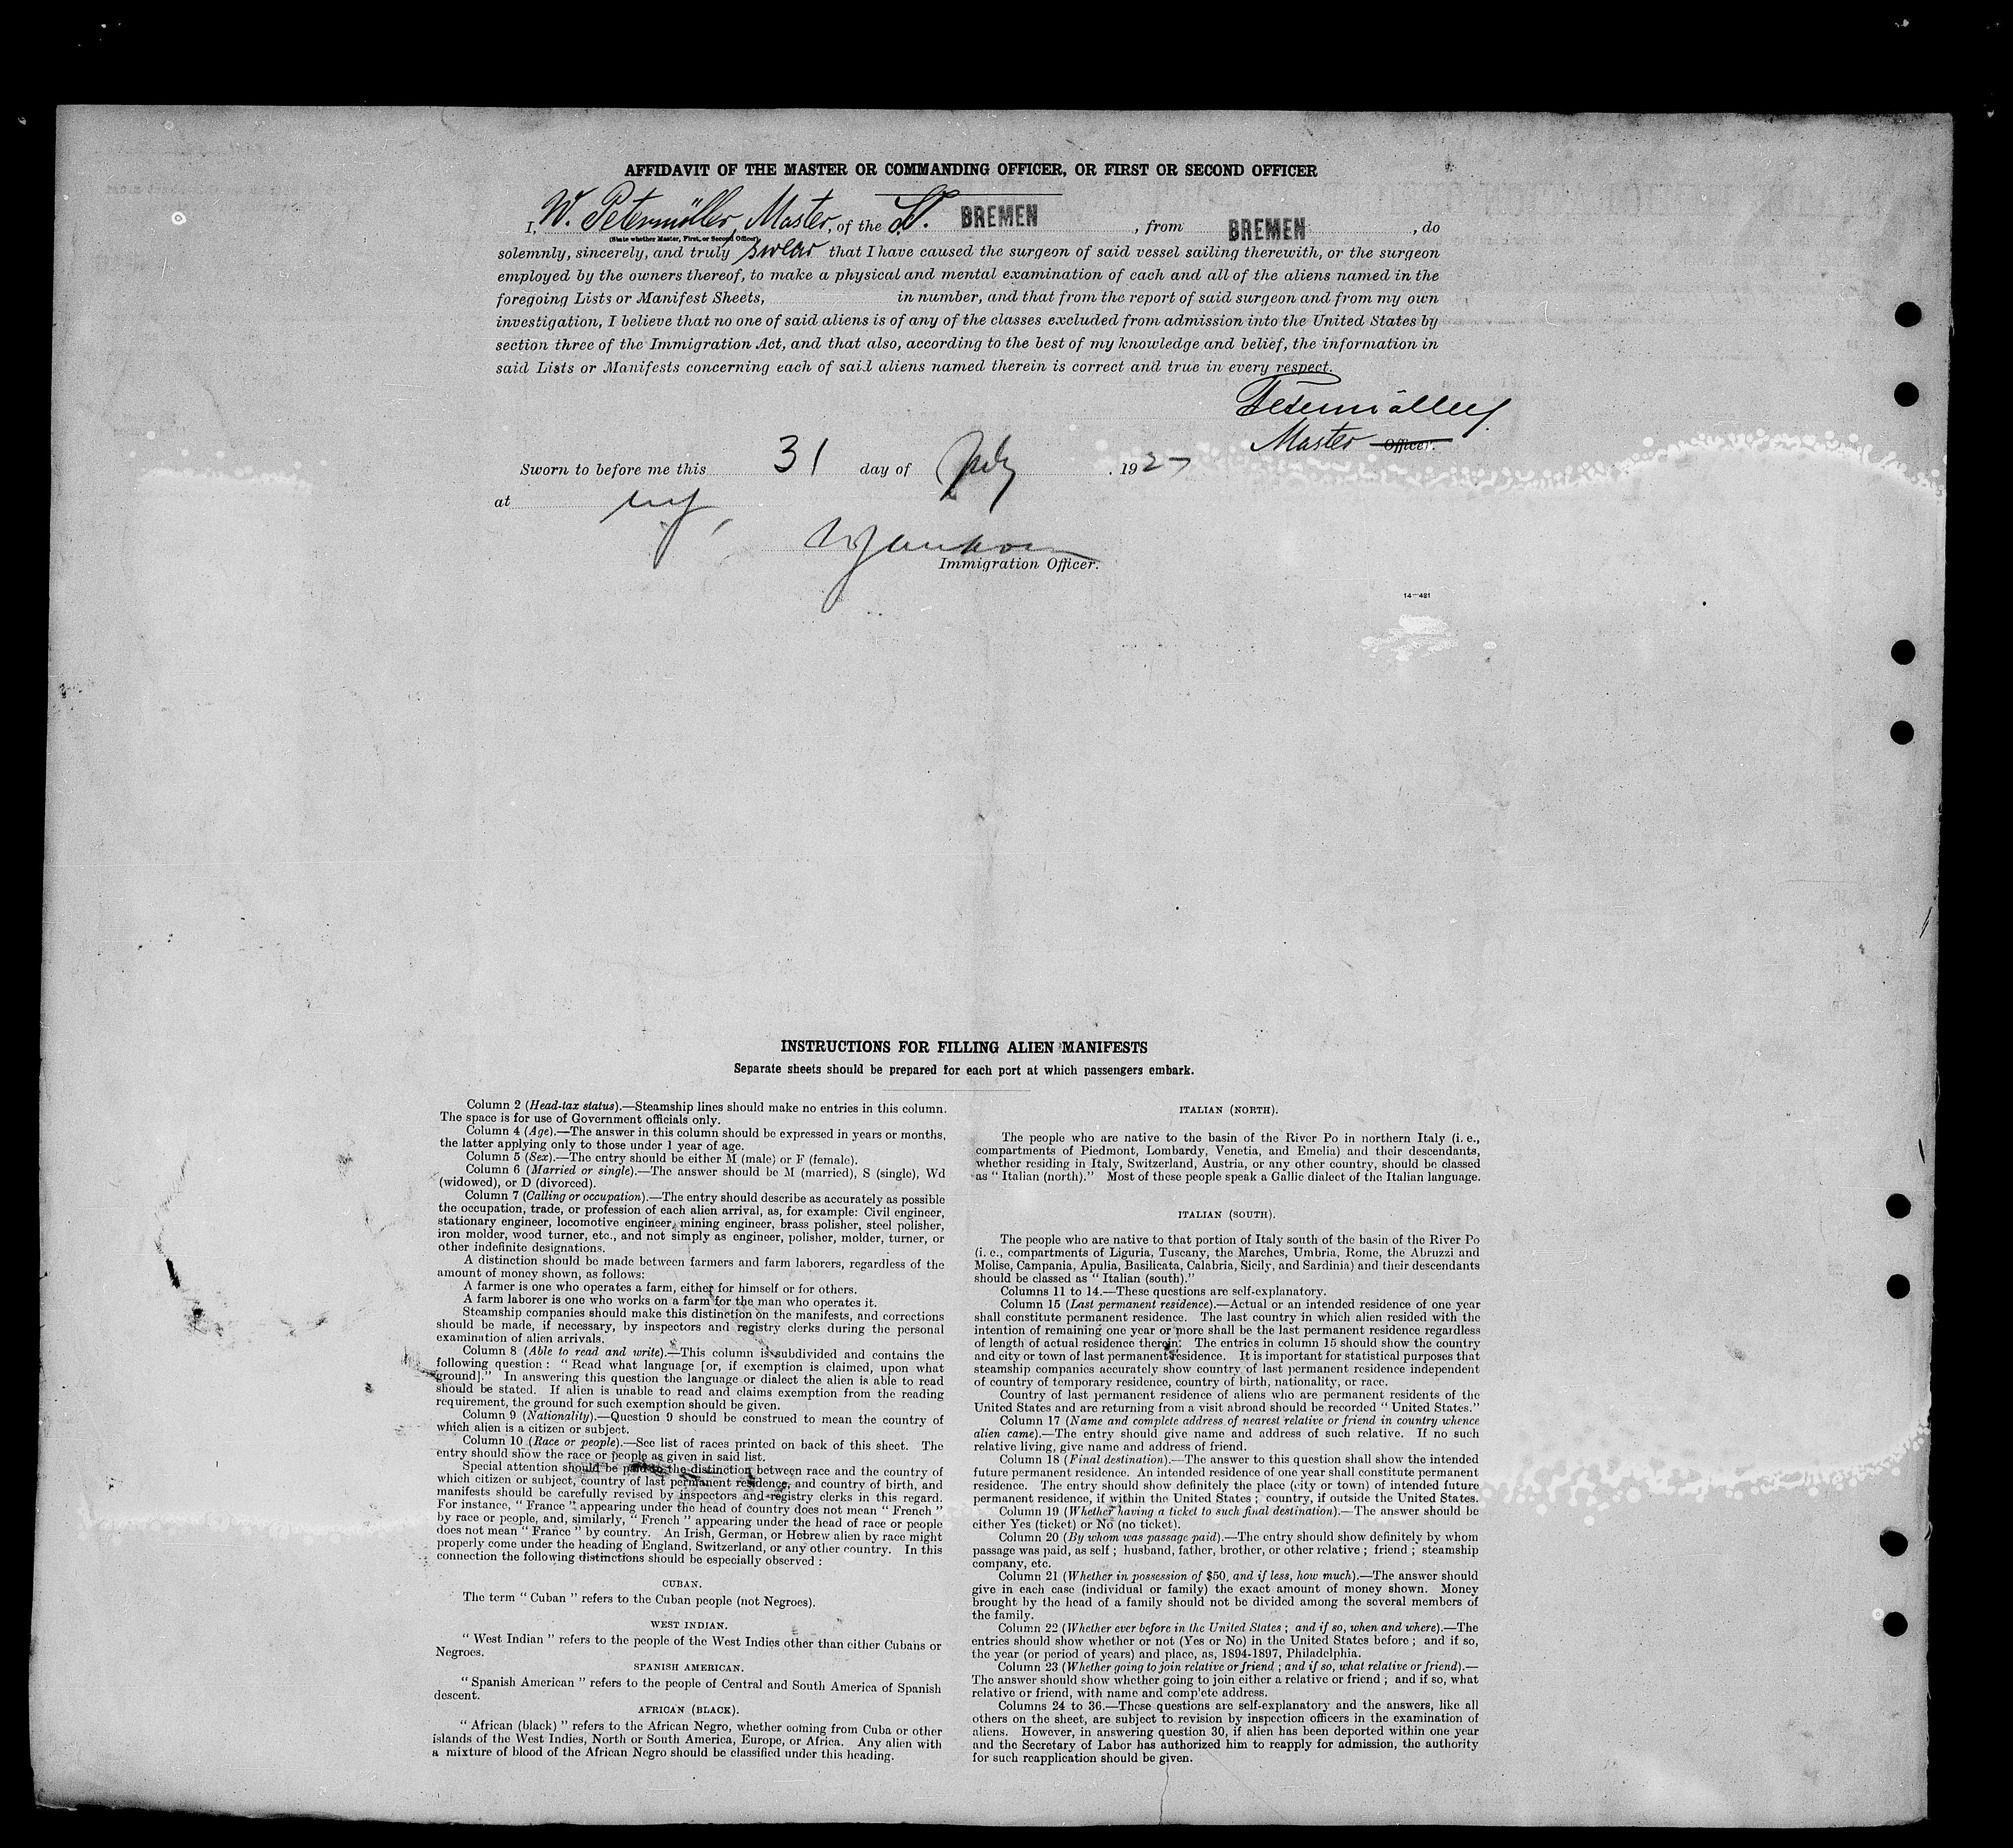 AFFIDAVIT OF THE MASTER OR COMMANDING OFFICER, OR FIRST OR SECOND OFFICER
I, W. Petermöller, Master, of the BREMEN, from BREMEN, do
(State whether Master, First, or Second Officer)
solemnly, sincerely, and truly swear that I have caused the surgeon of said vessel sailing therewith, or the surgeon
employed by the owners thereof, to make a physical and mental examination of each and all of the aliens named in the
foregoing Lists or Manifest Sheets, in number, and that from the report of said surgeon and from my own
investigation, I believe that no one of said aliens is of any of the classes excluded from admission into the United States by
section three of the Immigration Act, and that also, according to the best of my knowledge and belief, the information in
said Lists or Manifests concerning each of said aliens named therein is correct and true in every respect.
Petermöller
Master Officer.
Sworn to before me this 31 day of July, 1927
at NY,
Immigration Officer.
14—421
INSTRUCTIONS FOR FILLING ALIEN MANIFESTS
Separate sheets should be prepared for each port at which passengers embark.
Column 2 (Head-tax status).—Steamship lines should make no entries in this column.
The space is for use of Government officials only.
Column 4 (Age).—The answer in this column should be expressed in years or months,
the latter applying only to those under 1 year of age.
Column 5 (Sex).—The entry should be either M (male) or F (female).
Column 6 (Married or single).—The answer should be M (married), S (single), Wd
(widowed), or D (divorced).
Column 7 (Calling or occupation).—The entry should describe as accurately as possible
the occupation, trade, or profession of each alien arrival, as, for example: Civil engineer,
stationary engineer, locomotive engineer, mining engineer, brass polisher, steel polisher,
iron molder, wood turner, etc., and not simply as engineer, polisher, molder, turner, or
other indefinite designations.
A distinction should be made between farmers and farm laborers, regardless of the
amount of money shown, as follows:
A farmer is one who operates a farm, either for himself or for others.
A farm laborer is one who works on a farm for the man who operates it.
Steamship companies should make this distinction on the manifests, and corrections
should be made, if necessary, by inspectors and registry clerks during the personal
examination of alien arrivals.
Column 8 (Able to read and write).—This column is subdivided and contains the
following question: "Read what language [or, if exemption is claimed, upon what
ground]." In answering this question the language or dialect the alien is able to read
should be stated. If alien is unable to read and claims exemption from the reading
requirement, the ground for such exemption should be given.
Column 9 (Nationality).—Question 9 should be construed to mean the country of
which alien is a citizen or subject.
Column 10 (Race or people).—See list of races printed on back of this sheet. The
entry should show the race or people as given in said list.
Special attention should be paid to the distinction between race and the country of
which citizen or subject, country of last permanent residence, and country of birth, and
manifests should be carefully revised by inspectors and registry clerks in this regard.
For instance, "France" appearing under the head of country does not mean "French"
by race or people, and, similarly, "French" appearing under the head of race or people
does not mean "France" by country. An Irish, German, or Hebrew alien by race might
properly come under the heading of England, Switzerland, or any other country. In this
connection the following distinctions should be especially observed:
CUBAN.
The term "Cuban" refers to the Cuban people (not Negroes).
WEST INDIAN.
"West Indian" refers to the people of the West Indies other than either Cubans or
Negroes.
SPANISH AMERICAN.
"Spanish American" refers to the people of Central and South America of Spanish
descent.
AFRICAN (BLACK).
"African (black)" refers to the African Negro, whether coming from Cuba or other
islands of the West Indies, North or South America, Europe, or Africa. Any alien with
a mixture of blood of the African Negro should be classified under this heading.
ITALIAN (NORTH).
The people who are native to the basin of the River Po in northern Italy (i. e.,
compartments of Piedmont, Lombardy, Venetia, and Emelia) and their descendants,
whether residing in Italy, Switzerland, Austria, or any other country, should be classed
as "Italian (north)." Most of these people speak a Gallic dialect of the Italian language.
ITALIAN (SOUTH).
The people who are native to that portion of Italy south of the basin of the River Po
(i. e., compartments of Liguria, Tuscany, the Marches, Umbria, Rome, the Abruzzi and
Molise, Campania, Apulia, Basilicata, Calabria, Sicily, and Sardinia) and their descendants
should be classed as "Italian (south)."
Columns 11 to 14.—These questions are self-explanatory.
Column 15 (Last permanent residence).—Actual or an intended residence of one year
shall constitute permanent residence. The last country in which alien resided with the
intention of remaining one year or more shall be the last permanent residence regardless
of length of actual residence therein. The entries in column 15 should show the country
and city or town of last permanent residence. It is important for statistical purposes that
steamship companies accurately show country of last permanent residence independent
of country of temporary residence, country of birth, nationality, or race.
Country of last permanent residence of aliens who are permanent residents of the
United States and are returning from a visit abroad should be recorded "United States."
Column 17 (Name and complete address of nearest relative or friend in country whence
alien came).—The entry should give name and address of such relative. If no such
relative living, give name and address of friend.
Column 18 (Final destination).—The answer to this question shall show the intended
future permanent residence. An intended residence of one year shall constitute permanent
residence. The entry should show definitely the place (city or town) of intended future
permanent residence, if within the United States; country, if outside the United States.
Column 19 (Whether having a ticket to such final destination).—The answer should be
either Yes (ticket) or No (no ticket).
Column 20 (By whom was passage paid).—The entry should show definitely by whom
passage was paid, as self; husband, father, brother, or other relative; friend; steamship
company, etc.
Column 21 (Whether in possession of $50, and if less, how much).—The answer should
give in each case (individual or family) the exact amount of money shown. Money
brought by the head of a family should not be divided among the several members of
the family.
Column 22 (Whether ever before in the United States; and if so, when and where).—The
entries should show whether or not (Yes or No) in the United States before; and if so,
the year (or period of years) and place, as, 1894-1897, Philadelphia.
Column 23 (Whether going to join relative or friend; and if so, what relative or friend).—
The answer should show whether going to join either a relative or friend; and if so, what
relative or friend, with name and complete address.
Columns 24 to 36.—These questions are self-explanatory and the answers, like all
others on the sheet, are subject to revision by inspection officers in the examination of
aliens. However, in answering question 30, if alien has been deported within one year
and the Secretary of Labor has authorized him to reapply for admission, the authority
for such reapplication should be given.